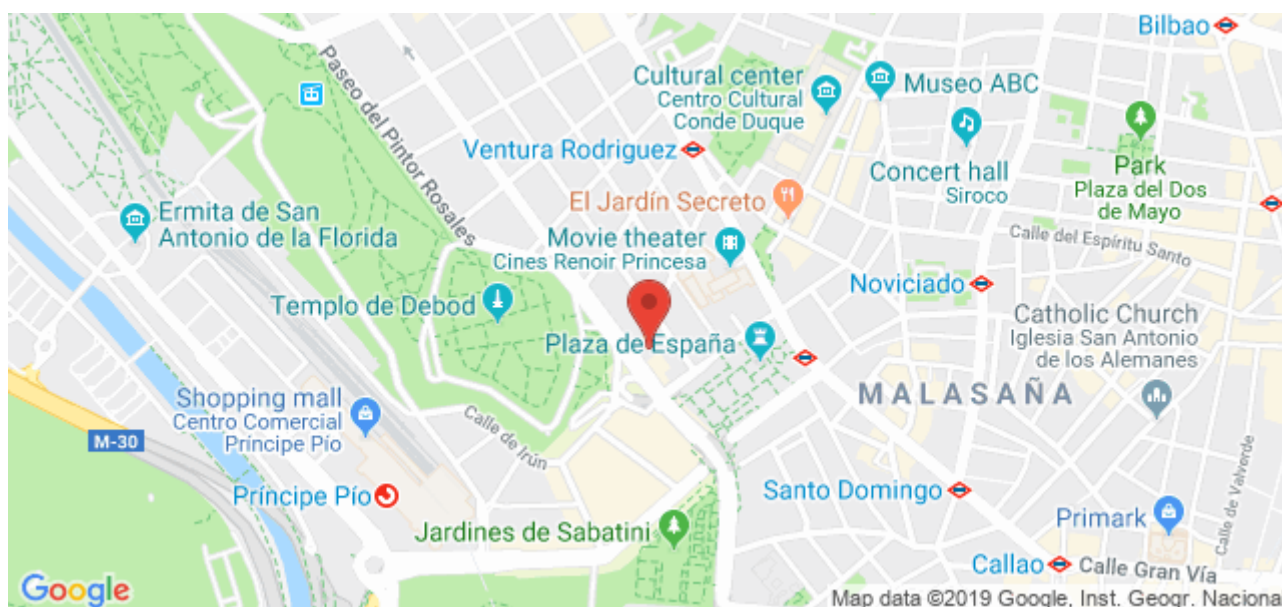 Bilbao
Paseo del Pintor Rosales
Cultural center
Centro Cultural
Conde Duque
Museo ABC
Ventura Rodriguez
Concert hall
Siroco
Park
Plaza del Dos
de Mayo
El Jardín Secreto
Ermita de San
Antonio de la Florida
Movie theater
Cines Renoir Princesa
Calle del Espíritu Santo
Noviciado
Templo de Debod
Catholic Church
Iglesia San Antonio
de los Alemanes
Plaza de España
MALASAÑA
Shopping mall
Centro Comercial
Príncipe Pío
M-30
Calle de Irún
Calle de Valverde
Príncipe Pío
Santo Domingo
Jardines de Sabatini
Primark
Callao
Calle Gran Vía
Google
Map data ©2019 Google, Inst. Geogr. Naciona